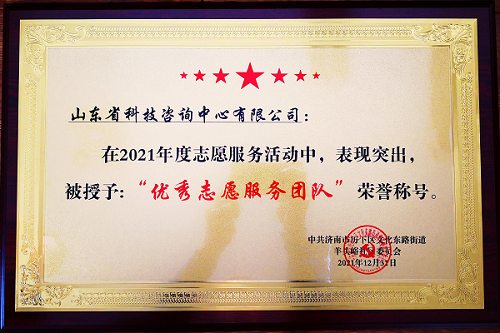 山东省科技咨询中心有限公司：
在2021年度志愿服务活动中，表现突出，
被授予：“优秀志愿服务团队”荣誉称号。
中共济南市历下区文化东路街道
委员会
2021年12月31日